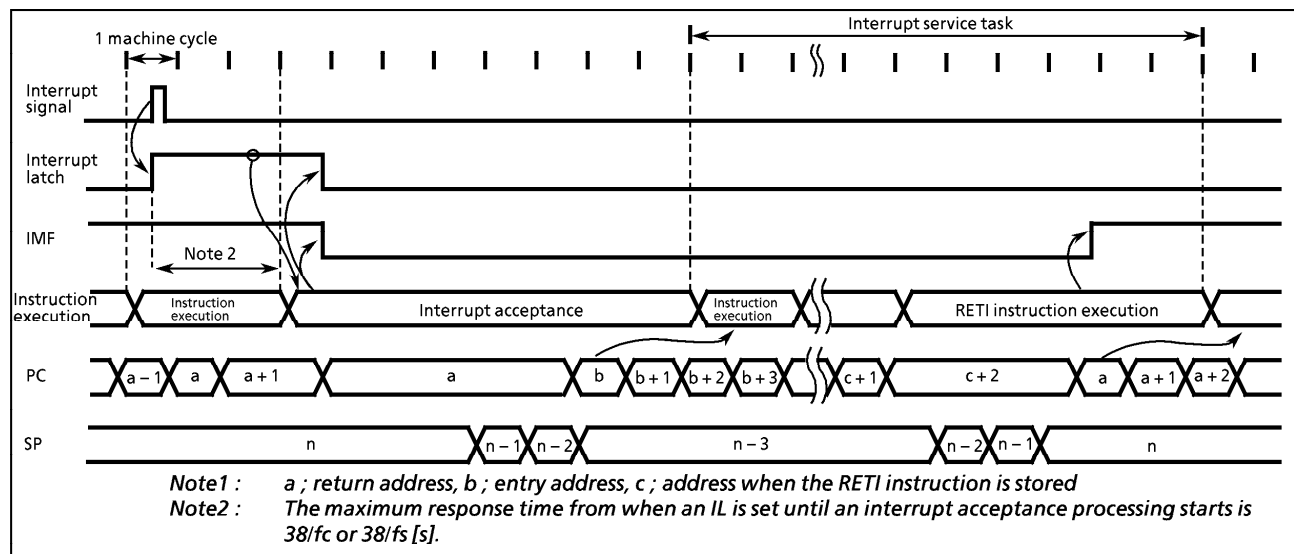 Interrupt service task
1 machine cycle
Interrupt
signal
Interrupt
latch
IMF
Note 2
Instruction
execution
Instruction
execution
Interrupt acceptance
Instruction
execution
RETI instruction execution
PC
a – 1
a
a + 1
a
b
b + 1
b + 2
b + 3
c + 1
c + 2
a
a + 1
a + 2
SP
n
n – 1
n – 2
n – 3
n – 2
n – 1
n
Note1 : a ; return address, b ; entry address, c ; address when the RETI instruction is stored
Note2 : The maximum response time from when an IL is set until an interrupt acceptance processing starts is
38/fc or 38/fs [s].